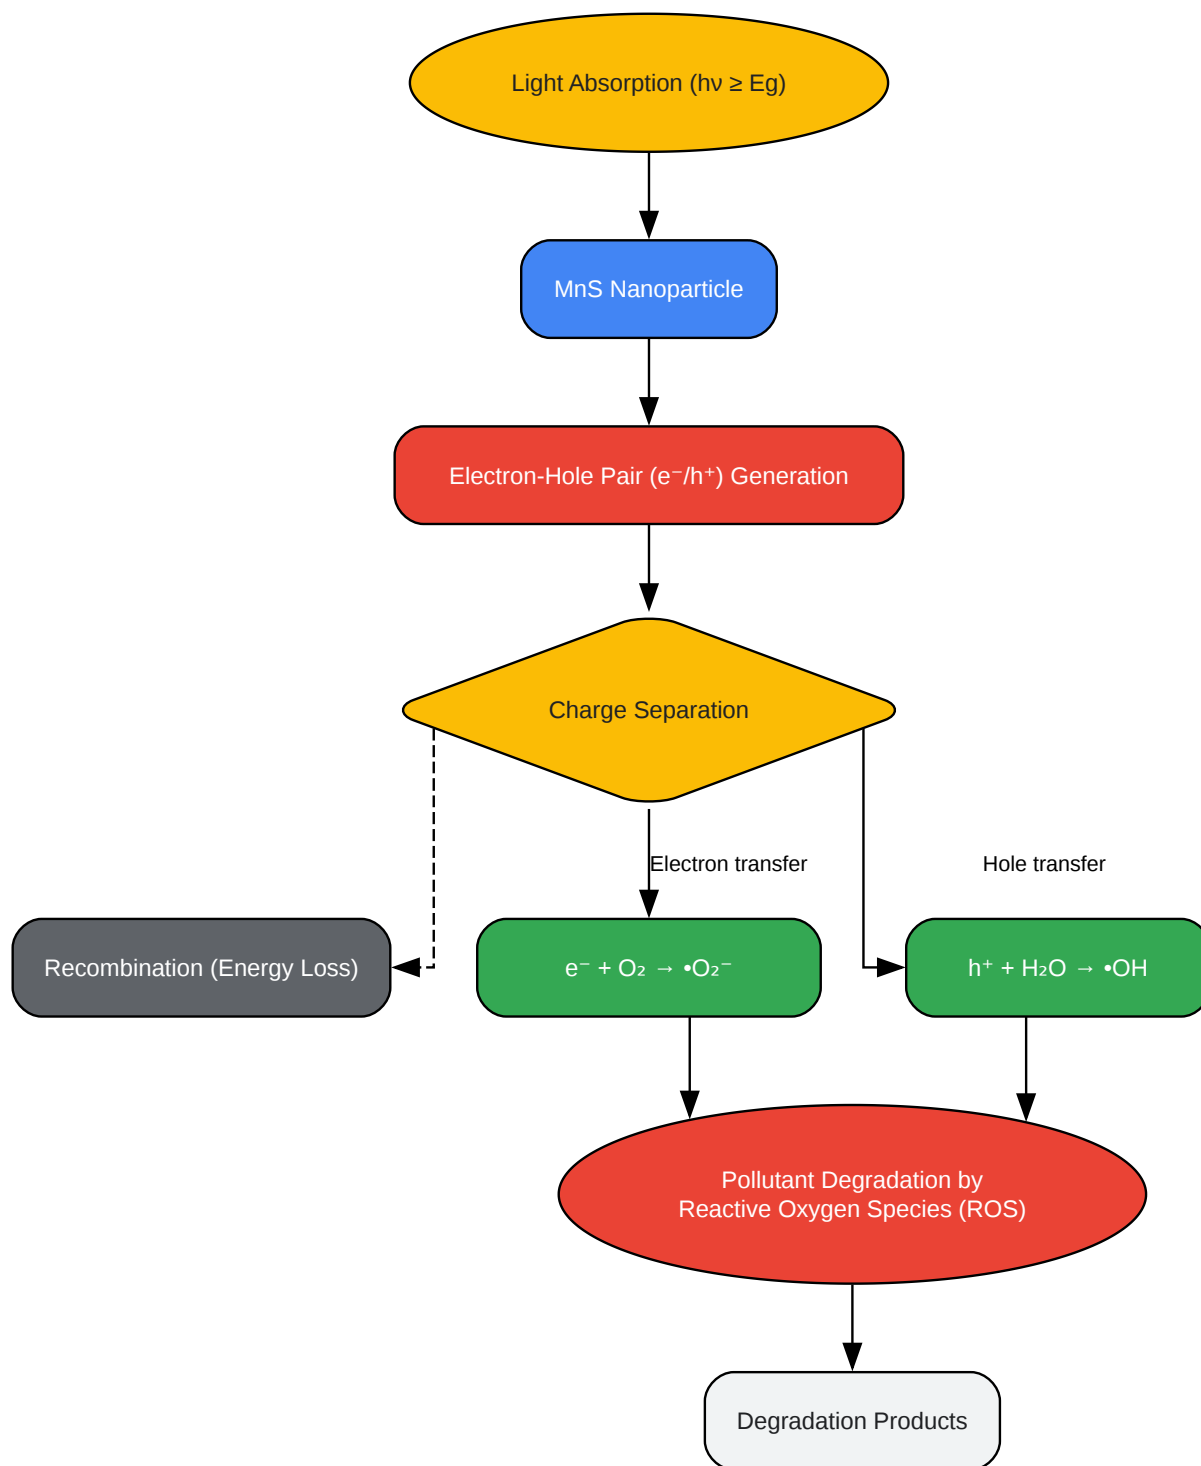 Light Absorption (hν ≥ Eg)
MnS Nanoparticle
Electron-Hole Pair (e⁻/h⁺) Generation
Charge Separation
Electron transfer
Hole transfer
Recombination (Energy Loss)
e⁻ + O₂ → •O₂⁻
h⁺ + H₂O → •OH
Pollutant Degradation by
Reactive Oxygen Species (ROS)
Degradation Products